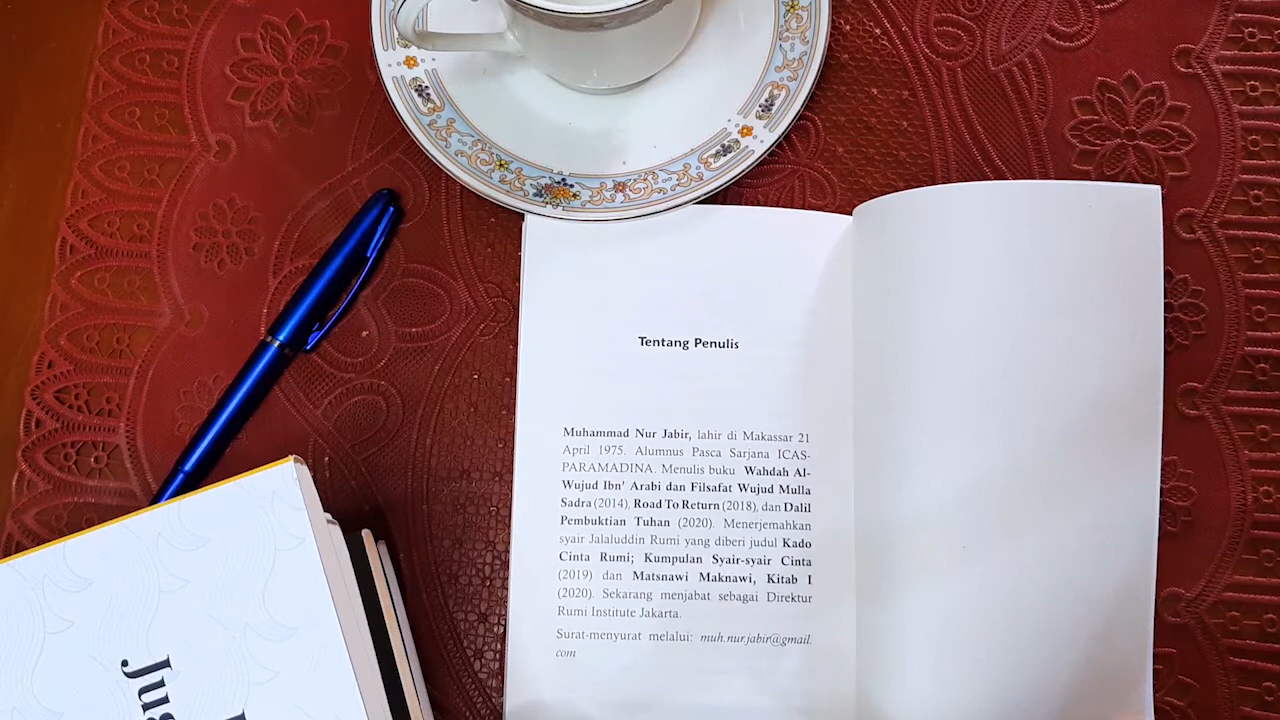 Tentang Penulis
Muhammad Nur Jabir, lahir di Makassar 21
April 1975. Alumnus Pasca Sarjana ICAS-
PARAMADINA. Menulis buku Wahdah Al-
Wujud Ibn' Arabi dan Filsafat Wujud Mulla
Sadra (2014), Road To Return (2018), dan Dalil
Pembuktian Tuhan (2020). Menerjemahkan
syair Jalaluddin Rumi yang diberi judul Kado
Cinta Rumi; Kumpulan Syair-syair Cinta
(2019) dan Matsnawi Maknawi, Kitab I
(2020). Sekarang menjabat sebagai Direktur
Rumi Institute Jakarta.
Surat-menyurat melalui: muh.nur.jabir@gmail.
com